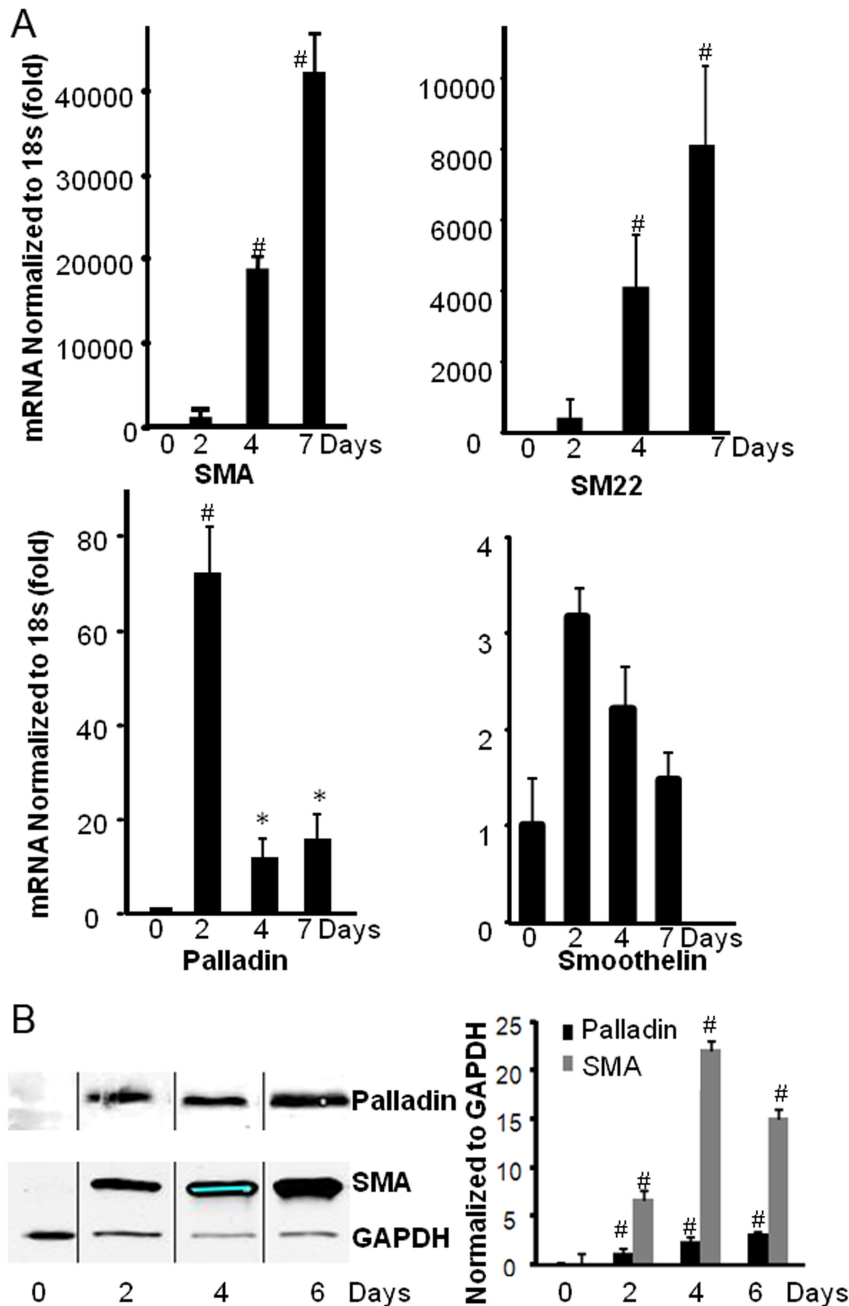 A
mRNA Normalized to 18s (fold)
40000
30000
20000
10000
0
#
#
0 2 4 7 Days
SMA
10000
8000
6000
4000
2000
0
#
#
2 4 7 Days
SM22
mRNA Normalized to 18s (fold)
80
60
40
20
0
#
*
*
0 2 4 7 Days
Palladin
4
3
2
1
0
0 2 4 7 Days
Smoothelin
B
Palladin
SMA
GAPDH
0 2 4 6 Days
Normalized to GAPDH
25
20
15
10
5
0
Palladin
SMA
#
#
#
#
#
#
0 2 4 6 Days